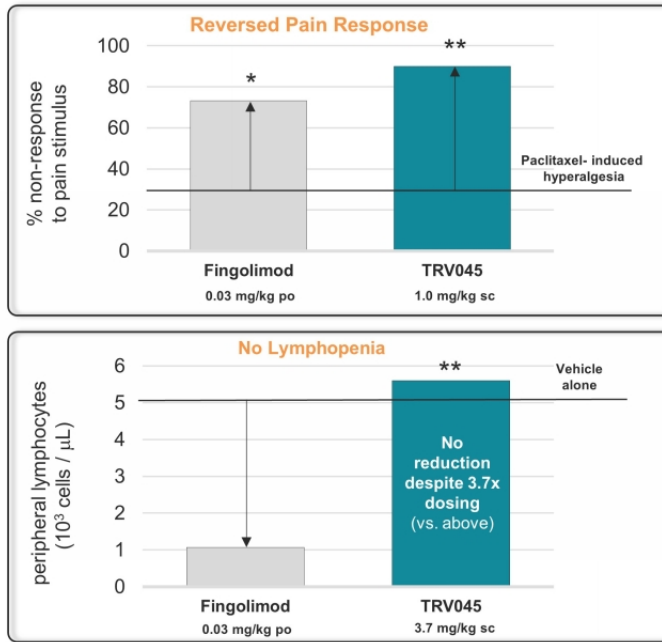 Reversed Pain Response
% non-response
to pain stimulus
100
80
60
40
20
0
*
**
Paclitaxel- induced
hyperalgesia
Fingolimod
TRV045
0.03 mg/kg po
1.0 mg/kg sc
No Lymphopenia
peripheral lymphocytes
(10³ cells / μL)
6
5
4
3
2
1
0
**
Vehicle
alone
No
reduction
despite 3.7x
dosing
(vs. above)
Fingolimod
TRV045
0.03 mg/kg po
3.7 mg/kg sc